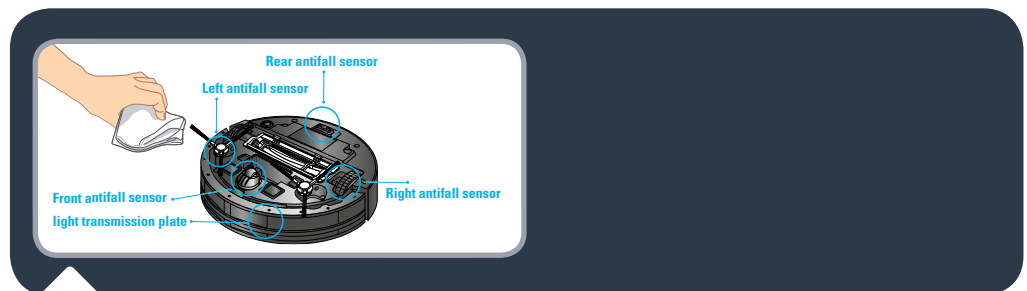 Rear antifall sensor
Left antifall sensor
Front antifall sensor
Right antifall sensor
light transmission plate